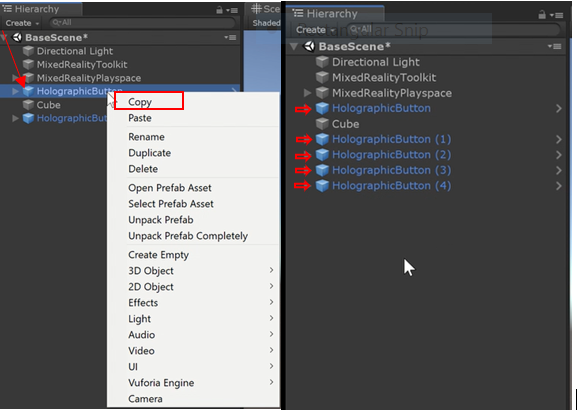 Hierarchy
Create
All
BaseScene*
Directional Light
MixedRealityToolkit
MixedRealityPlayspace
HolographicButton
Cube
HolographicBut
Sce
Shaded
Copy
Paste
Rename
Duplicate
Delete
Open Prefab Asset
Select Prefab Asset
Unpack Prefab
Unpack Prefab Completely
Create Empty
3D Object
2D Object
Effects
Light
Audio
Video
UI
Vuforia Engine
Camera
Hierarchy
Create
All
Snip
BaseScene*
Directional Light
MixedRealityToolkit
MixedRealityPlayspace
HolographicButton
Cube
HolographicButton (1)
HolographicButton (2)
HolographicButton (3)
HolographicButton (4)